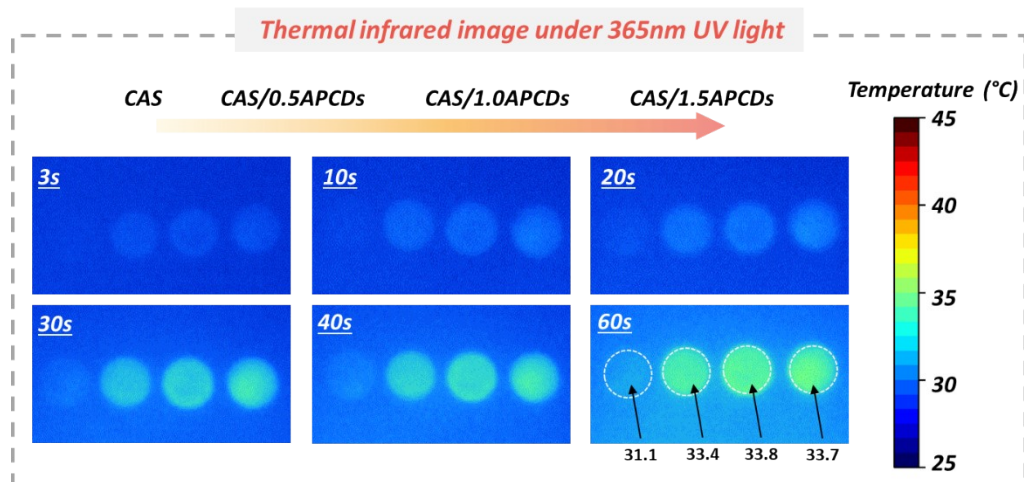 Thermal infrared image under 365nm UV light
CAS CAS/0.5APCDs CAS/1.0APCDs CAS/1.5APCDs
Temperature (°C)
3s 10s 20s
30s 40s 60s
31.1 33.4 33.8 33.7
45
40
35
30
25